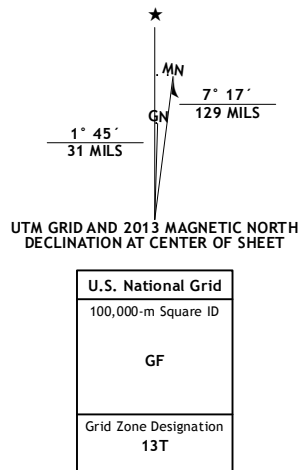 ★
MN
GN
7° 17´
129 MILS
1° 45´
31 MILS
UTM GRID AND 2013 MAGNETIC NORTH
DECLINATION AT CENTER OF SHEET
U.S. National Grid
100,000-m Square ID
GF
Grid Zone Designation
13T